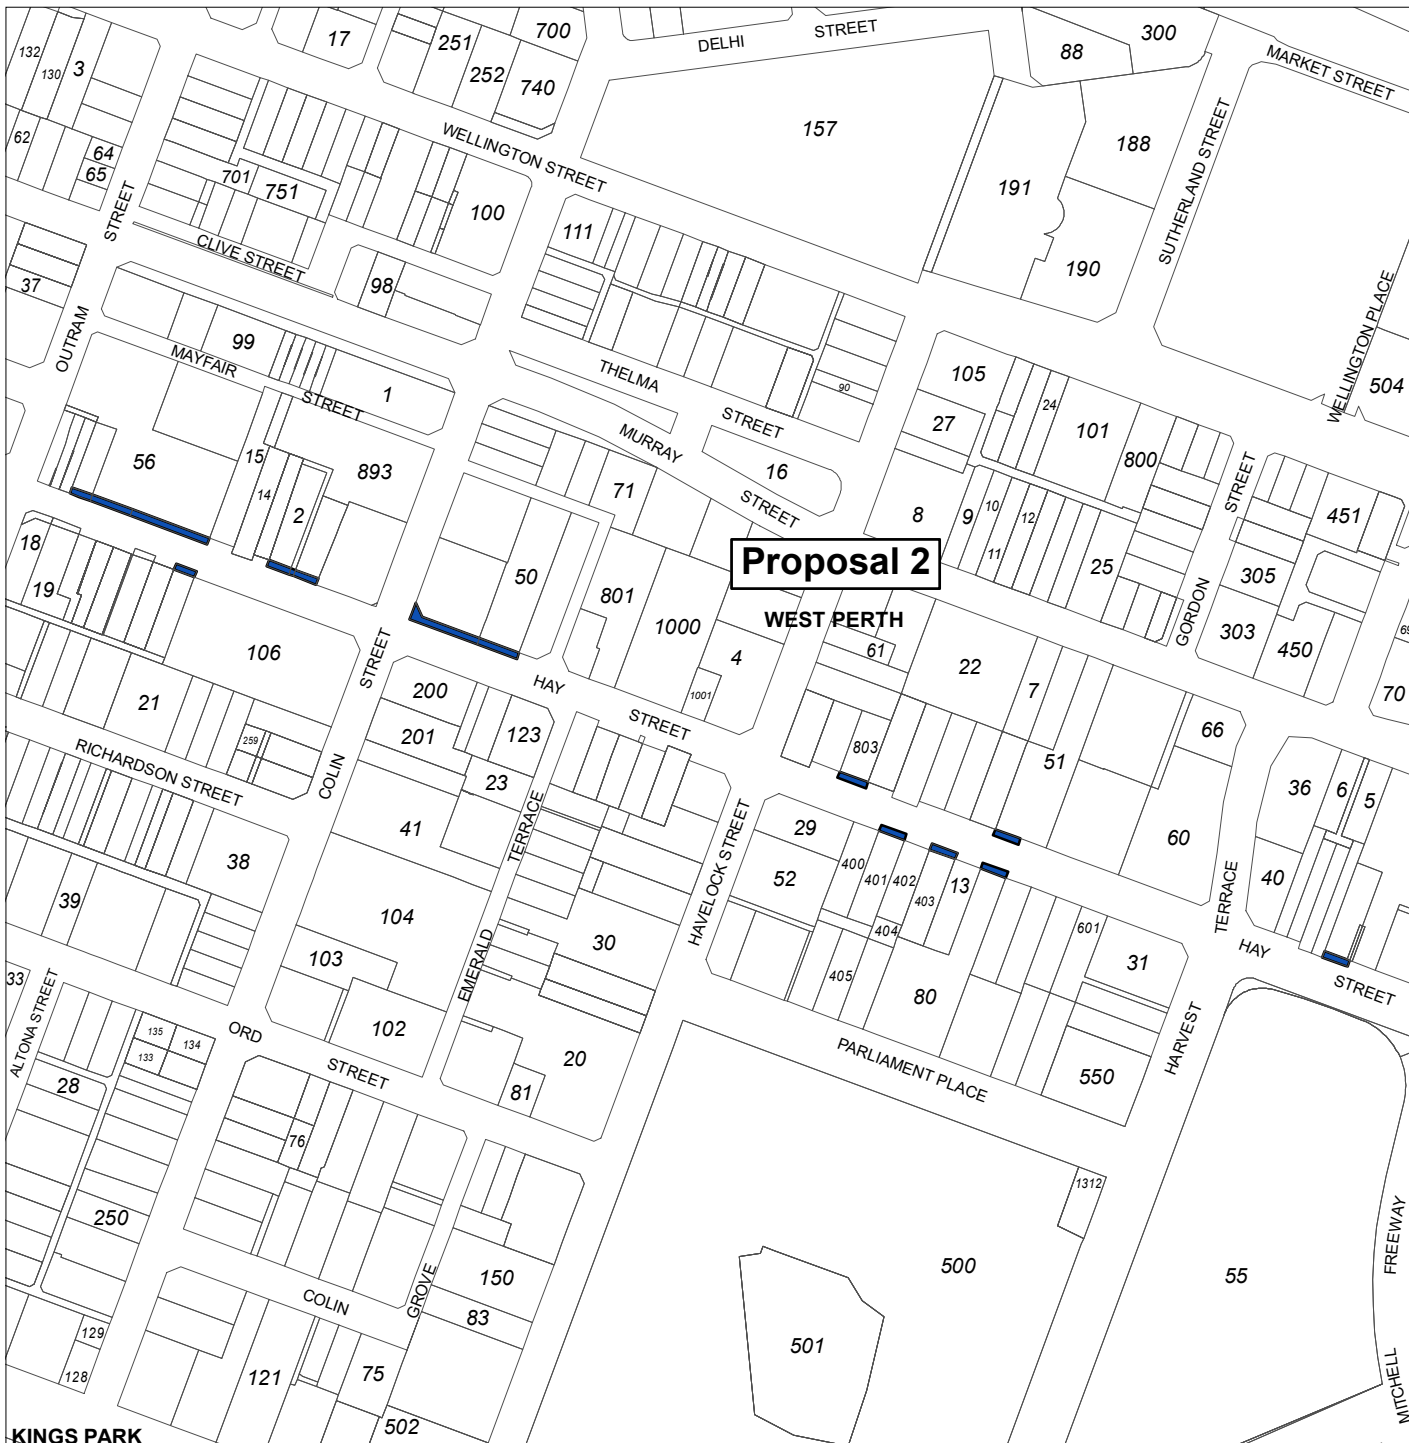 17
251
700
DELHI STREET
88
300
MARKET STREET
132
130
3
252
740
157
188
WELLINGTON STREET
62
64
65
701
751
100
191
SUTHERLAND STREET
STREET
CLIVE STREET
111
190
37
98
WELLINGTON PLACE
OUTRAM
99
MAYFAIR
STREET
1
THELMA
STREET
90
105
24
101
504
27
800
MURRAY
STREET
16
56
15
14
2
893
71
8
9
10
11
12
25
STREET
451
18
19
50
801
1000
Proposal 2
WEST PERTH
305
303
450
GORDON
69
70
106
4
1001
61
22
7
STREET
HAY
STREET
21
259
200
201
123
23
803
51
66
RICHARDSON STREET
COLIN
36
6
5
41
TERRACE
HAVELOCK STREET
29
52
400
401
402
403
404
13
60
40
TERRACE
38
39
104
30
601
31
HAY
STREET
103
EMERALD
405
80
33
ALTONA STREET
102
ORD
STREET
135
134
133
20
81
PARLIAMENT PLACE
550
HARVEST
28
76
1312
250
150
500
55
FREEWAY
COLIN
GROVE
83
501
129
128
121
75
502
MITCHELL
KINGS PARK